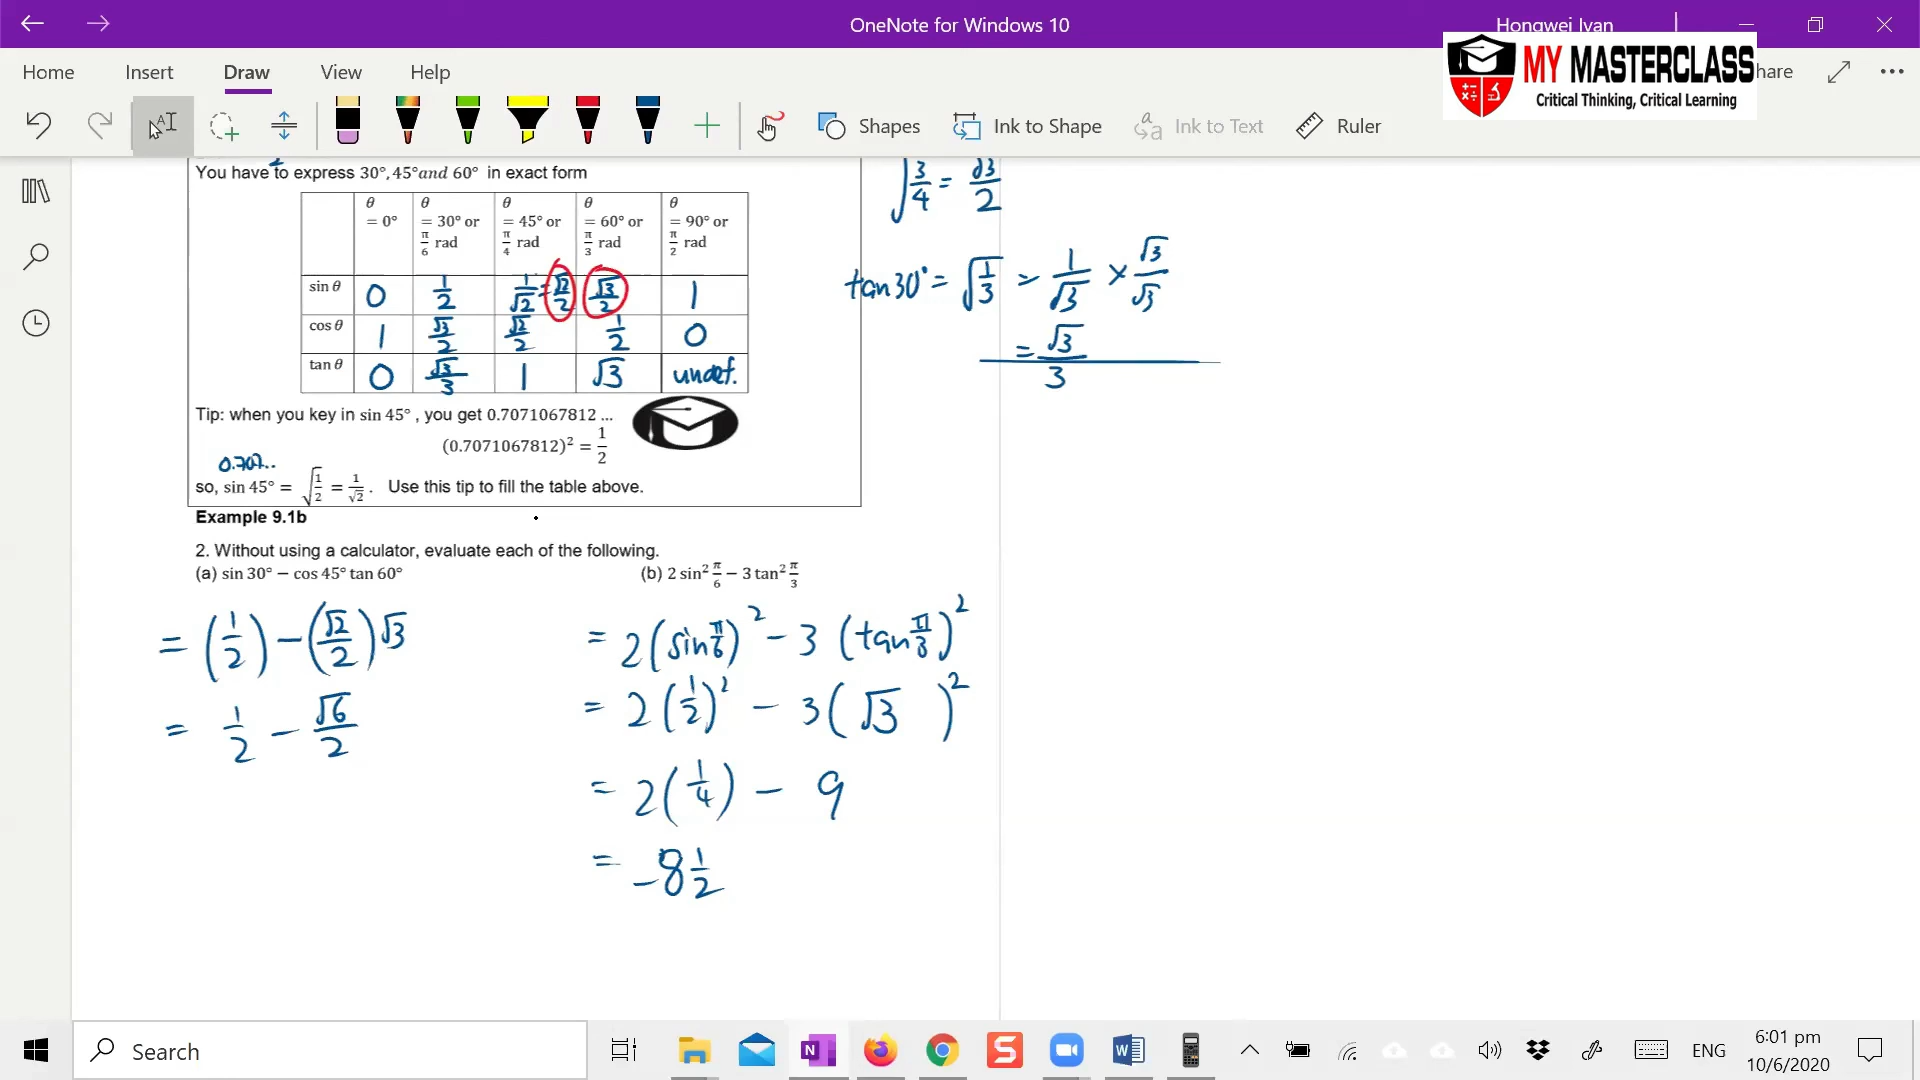 OneNote for Windows 10
Hongwei Ivan
Home Insert Draw View Help
MY MASTERCLASS
Critical Thinking, Critical Learning
hare
Shapes Ink to Shape Ink to Text Ruler
You have to express 30°, 45° and 60° in exact form
θ = 0° θ = 30° or π/6 rad θ = 45° or π/4 rad θ = 60° or π/3 rad θ = 90° or π/2 rad
sin θ 0 1/2 1/√2 = √2/2 √3/2 1
cos θ 1 √3/2 √2/2 1/2 0
tan θ 0 √3/3 1 √3 undef.
Tip: when you key in sin 45° , you get 0.7071067812 ...
(0.7071067812)² = 1/2
0.707..
so, sin 45° = √(1/2) = 1/√2 . Use this tip to fill the table above.
√(3/4) = √3/2
tan30° = √(1/3) = 1/√3 × √3/√3
= √3/3
Example 9.1b
2. Without using a calculator, evaluate each of the following.
(a) sin 30° − cos 45° tan 60°
= (1/2) − (√2/2)√3
= 1/2 − √6/2
(b) 2 sin² π/6 − 3 tan² π/3
= 2(sin π/6)² − 3(tan π/3)²
= 2(1/2)² − 3(√3)²
= 2(1/4) − 9
= −8 1/2
Search
ENG
6:01 pm
10/6/2020